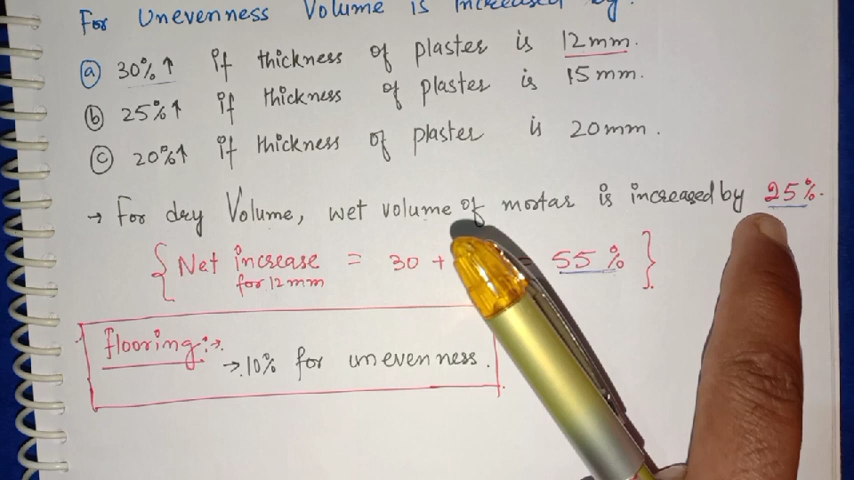 For Unevenness Volume is Increased by:
ⓐ 30%↑ if thickness of plaster is 12mm.
ⓑ 25%↑ if thickness of plaster is 15mm.
ⓒ 20%↑ if thickness of plaster is 20mm.
→ For dry Volume, wet volume of mortar is increased by 25%.
{Net increase = 30 + = 55%}
for 12mm
flooring:→
→10% for unevenness.